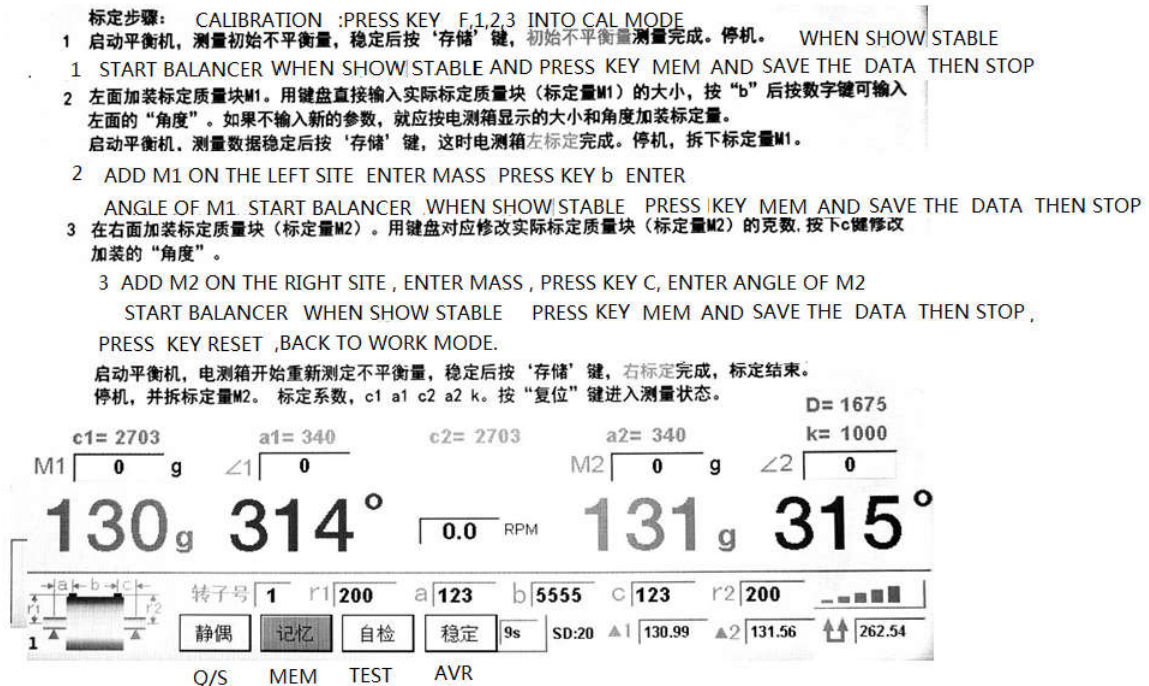 标定步骤: CALIBRATION :PRESS KEY F,1,2,3 INTO CAL MODE
1 启动平衡机，测量初始不平衡量，稳定后按‘存储’键，初始不平衡量测量完成。停机。 WHEN SHOW STABLE
1 START BALANCER WHEN SHOW STABLE AND PRESS KEY MEM AND SAVE THE DATA THEN STOP
2 左面加装标定质量块M1。用键盘直接输入实际标定质量块（标定量M1）的大小，按“b”后按数字键可输入
左面的“角度”。如果不输入新的参数，就应按电测箱显示的大小和角度加装标定量。
启动平衡机，测量数据稳定后按‘存储’键，这时电测箱左标定完成。停机，拆下标定量M1。
2 ADD M1 ON THE LEFT SITE ENTER MASS PRESS KEY b ENTER
ANGLE OF M1. START BALANCER .WHEN SHOW STABLE PRESS KEY MEM AND SAVE THE DATA THEN STOP
3 在右面加装标定质量块（标定量M2）。用键盘对应修改实际标定质量块（标定量M2）的克数,按下c键修改
加装的“角度”。
3 ADD M2 ON THE RIGHT SITE , ENTER MASS , PRESS KEY C, ENTER ANGLE OF M2
START BALANCER WHEN SHOW STABLE PRESS KEY MEM AND SAVE THE DATA THEN STOP ,
PRESS KEY RESET ,BACK TO WORK MODE.
启动平衡机，电测箱开始重新测定不平衡量，稳定后按‘存储’键，右标定完成，标定结束。
停机，并拆标定量M2。 标定系数，c1 a1 c2 a2 k。按“复位”键进入测量状态。
D= 1675
c1= 2703 a1= 340 c2= 2703 a2= 340 k= 1000
M1 0 g ∠1 0 M2 0 g ∠2 0
130g 314° 0.0 RPM 131g 315°
a b c
r1 r2
转子号 1 r1 200 a 123 b 5555 c 123 r2 200
1 静偶 记忆 自检 稳定 9s SD:20 ▲1 130.99 ▲2 131.56 262.54
Q/S MEM TEST AVR